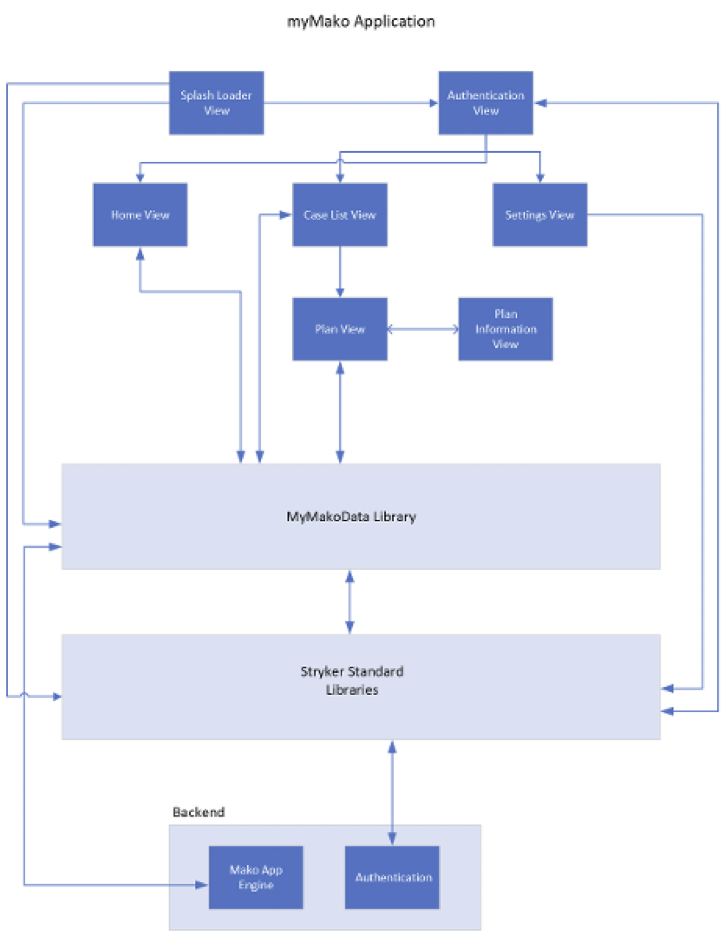 myMako Application
Splash Loader
View
Authentication
View
Home View
Case List View
Settings View
Plan View
Plan
Information
View
MyMakoData Library
Stryker Standard
Libraries
Backend
Mako App
Engine
Authentication